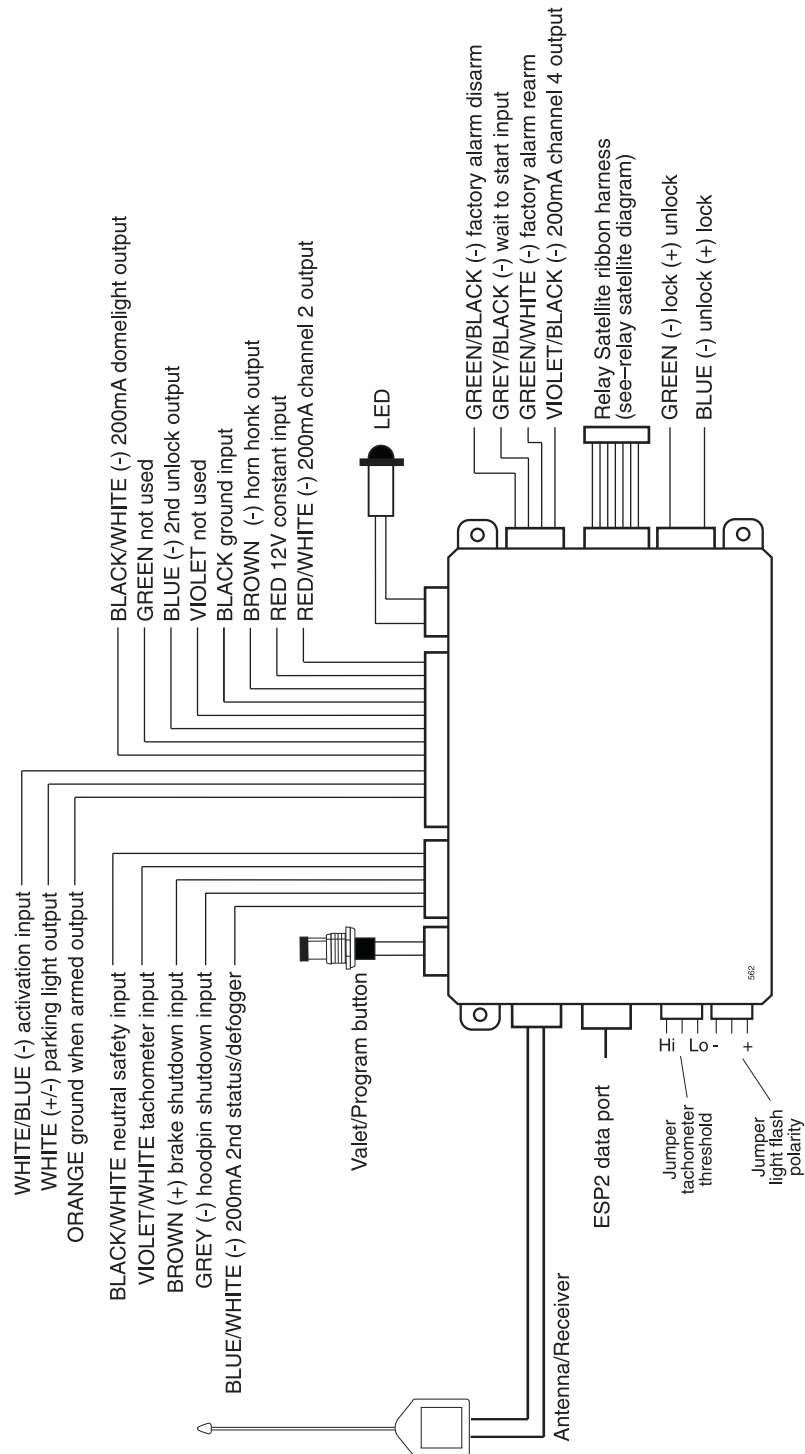 WHITE/BLUE (-) activation input
WHITE (+/-) parking light output
ORANGE ground when armed output
BLACK/WHITE (-) 200mA domelight output
GREEN not used
BLUE (-) 2nd unlock output
VIOLET not used
BLACK ground input
BROWN (-) horn honk output
RED 12V constant input
RED/WHITE (-) 200mA channel 2 output
BLACK/WHITE neutral safety input
VIOLET/WHITE tachometer input
BROWN (+) brake shutdown input
GREY (-) hoodpin shutdown input
BLUE/WHITE (-) 200mA 2nd status/defogger
Valet/Program button
LED
GREEN/BLACK (-) factory alarm disarm
GREY/BLACK (-) wait to start input
GREEN/WHITE (-) factory alarm rearm
VIOLET/BLACK (-) 200mA channel 4 output
Relay Satellite ribbon harness
(see–relay satellite diagram)
GREEN (-) lock (+) unlock
BLUE (-) unlock (+) lock
Antenna/Receiver
ESP2 data port
Hi
Lo
-
+
Jumper
tachometer
threshold
Jumper
light flash
polarity
562